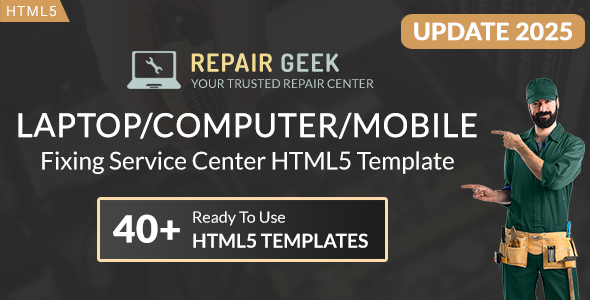 HTML5
UPDATE 2025
REPAIR GEEK
YOUR TRUSTED REPAIR CENTER
LAPTOP/COMPUTER/MOBILE
Fixing Service Center HTML5 Template
40+
Ready To Use
HTML5 TEMPLATES